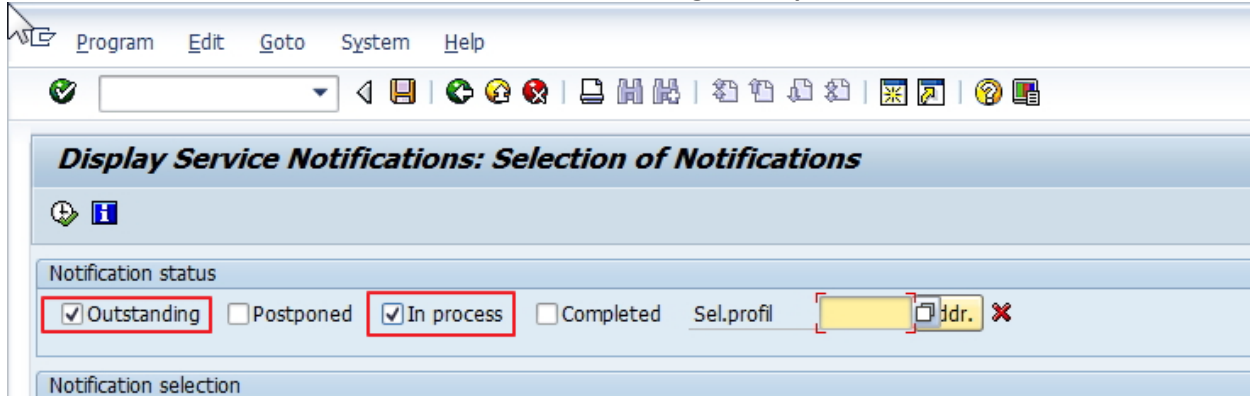 Program Edit Goto System Help
Display Service Notifications: Selection of Notifications
Notification status
Outstanding Postponed In process Completed Sel.profil ddr.
Notification selection